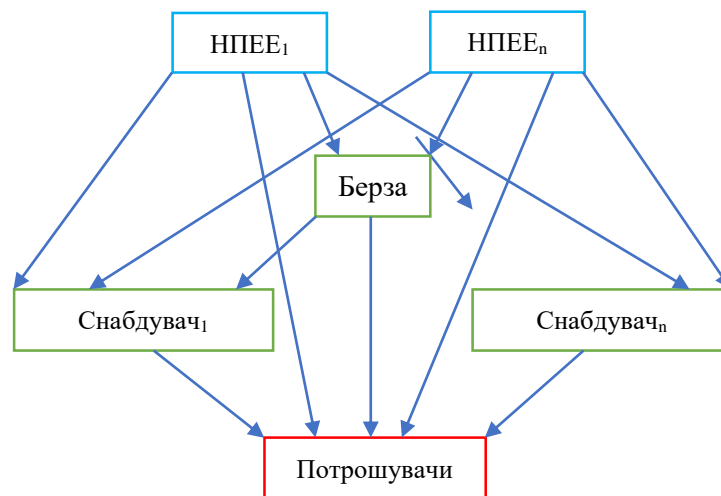 НПЕЕ₁
НПЕЕₙ
Берза
Снабдувач₁
Снабдувачₙ
Потрошувачи